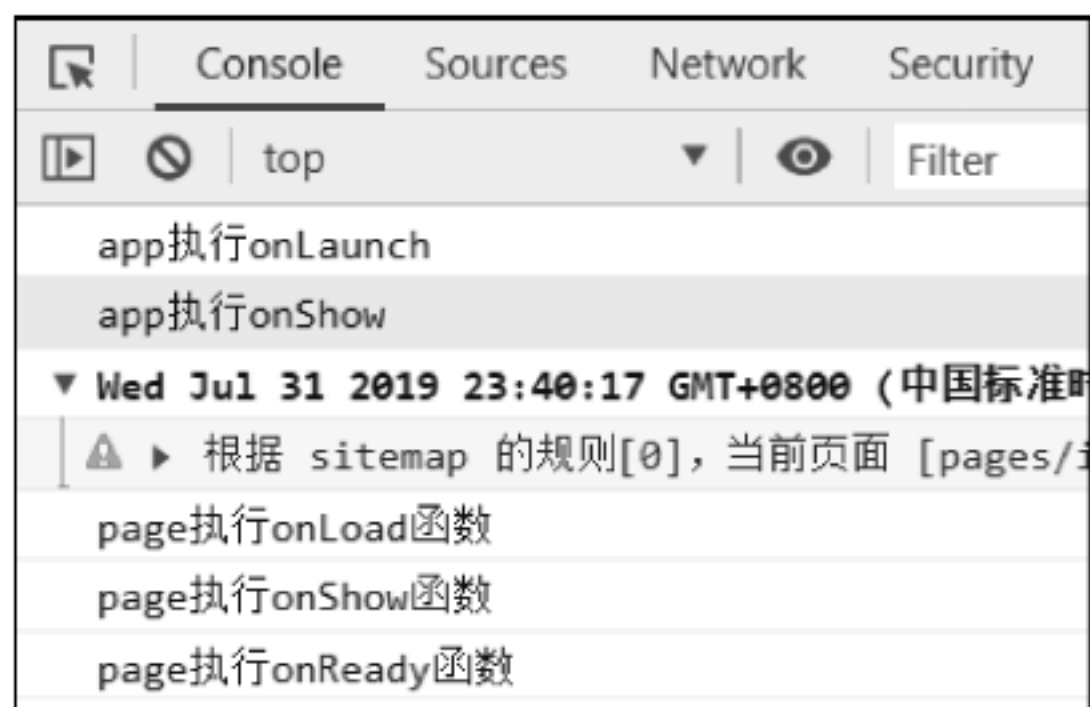 Console Sources Network Security
top Filter
app执行onLaunch
app执行onShow
Wed Jul 31 2019 23:40:17 GMT+0800 (中国标准时
根据 sitemap 的规则[0]，当前页面 [pages/i
page执行onLoad函数
page执行onShow函数
page执行onReady函数